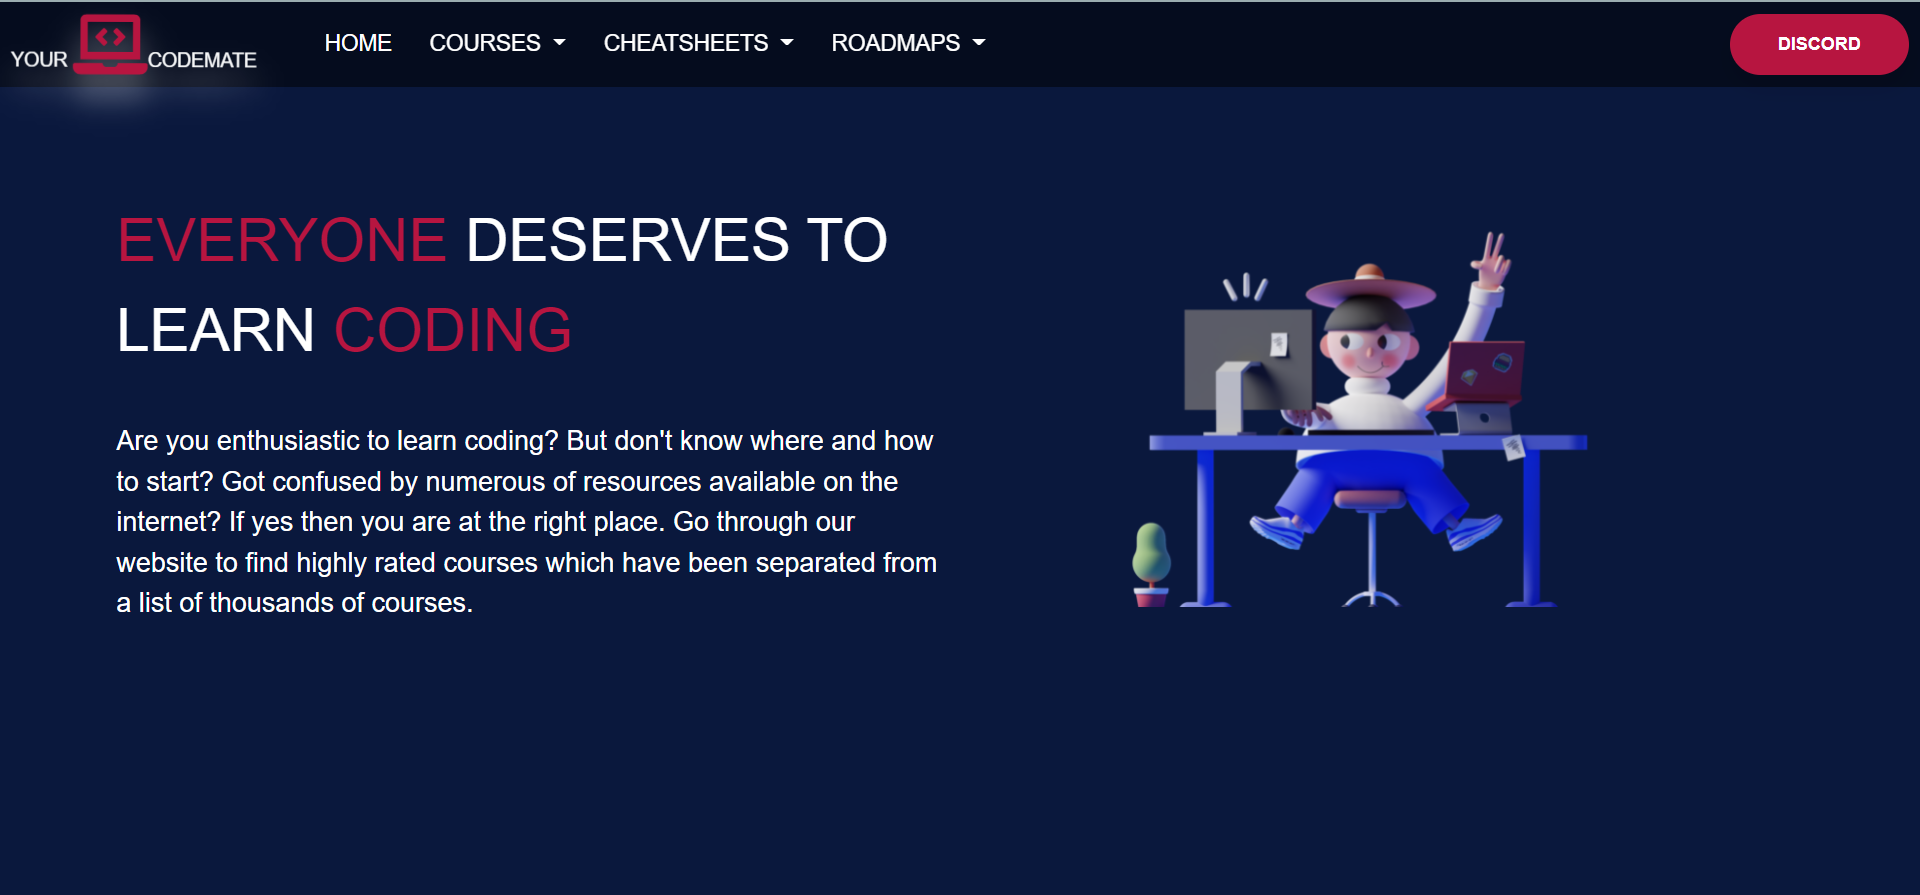 YOUR CODEMATE HOME COURSES CHEATSHEETS ROADMAPS DISCORD
EVERYONE DESERVES TO
LEARN CODING
Are you enthusiastic to learn coding? But don't know where and how
to start? Got confused by numerous of resources available on the
internet? If yes then you are at the right place. Go through our
website to find highly rated courses which have been separated from
a list of thousands of courses.